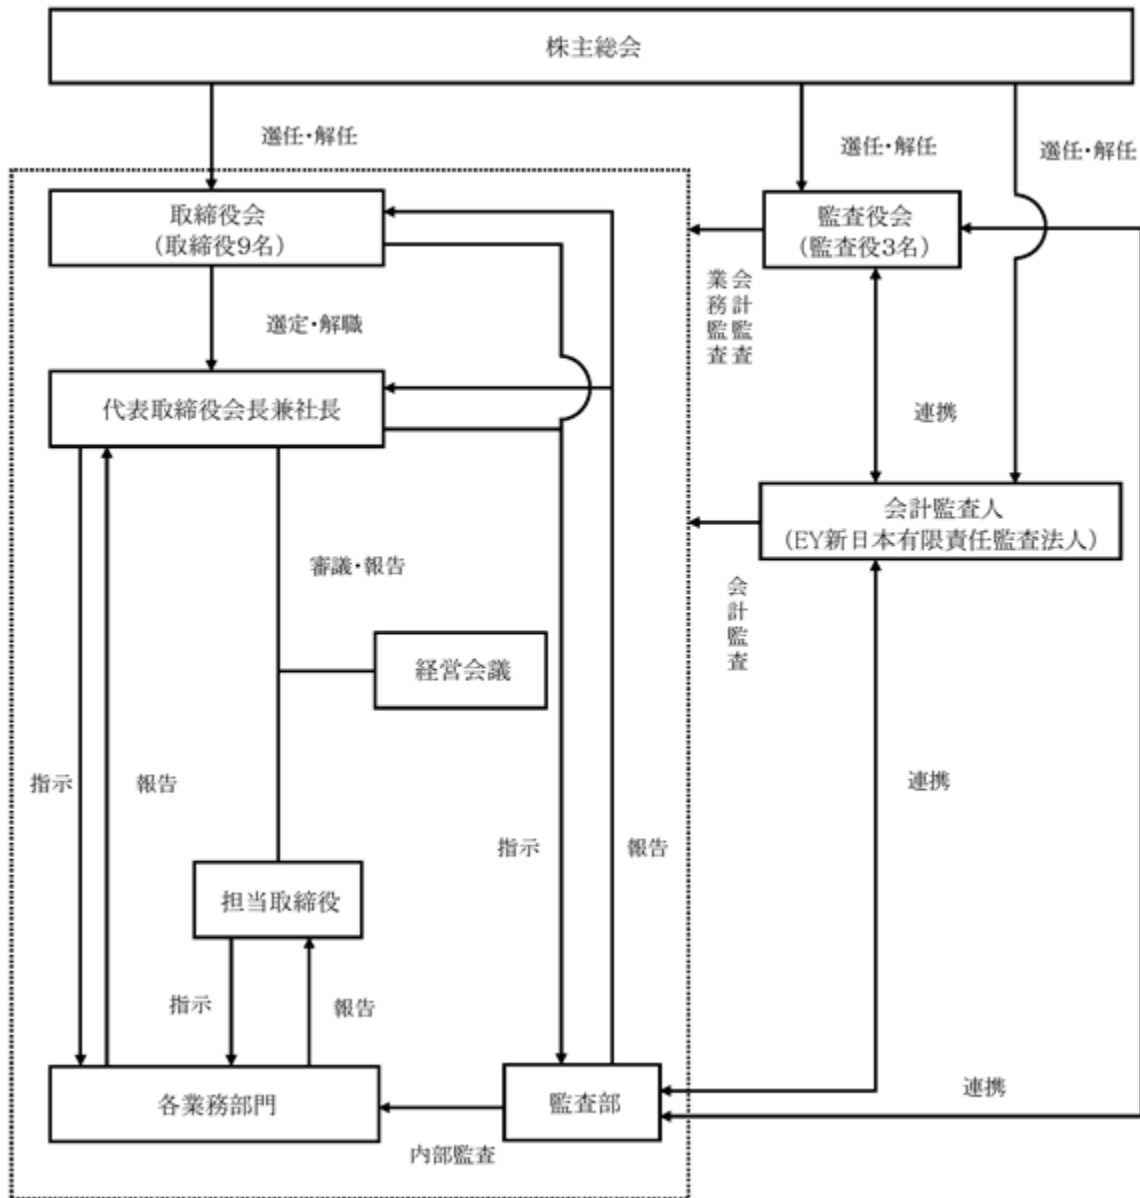 株主総会
選任・解任
選任・解任
選任・解任
取締役会
(取締役9名)
監査役会
(監査役3名)
業務監査
会計監査
選定・解職
代表取締役会長兼社長
連携
会計監査人
(EY新日本有限責任監査法人)
審議・報告
会計監査
経営会議
指示
報告
連携
指示
報告
担当取締役
指示
報告
各業務部門
監査部
連携
内部監査